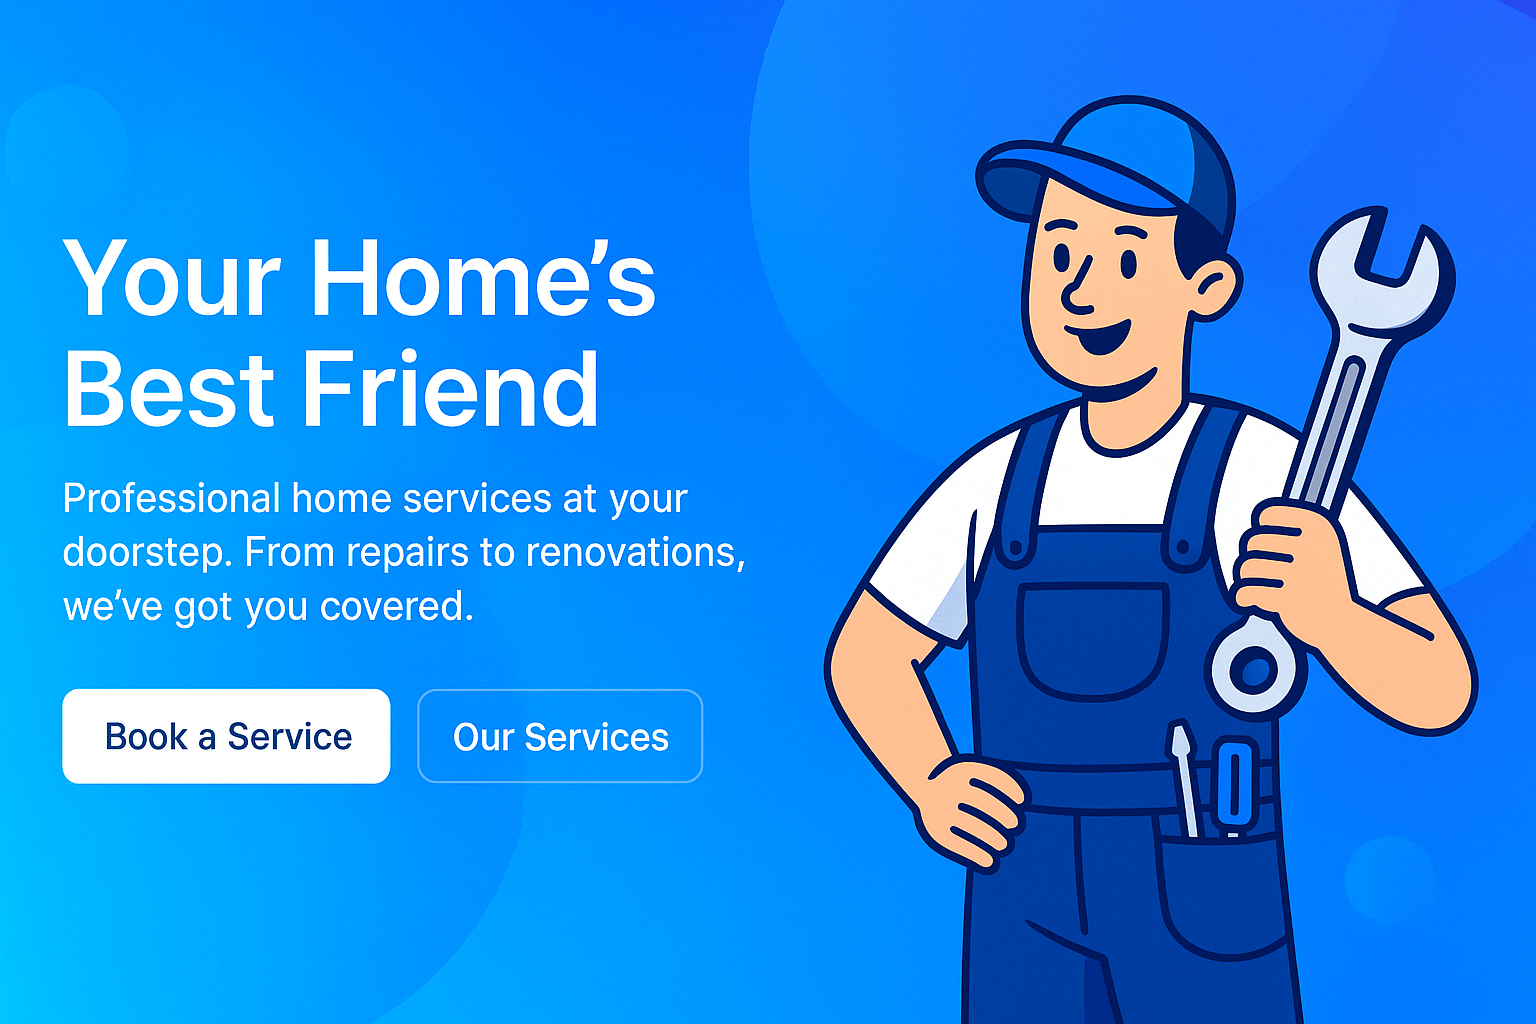 Your Home’s
Best Friend
Professional home services at your
doorstep. From repairs to renovations,
we’ve got you covered.
Book a Service
Our Services